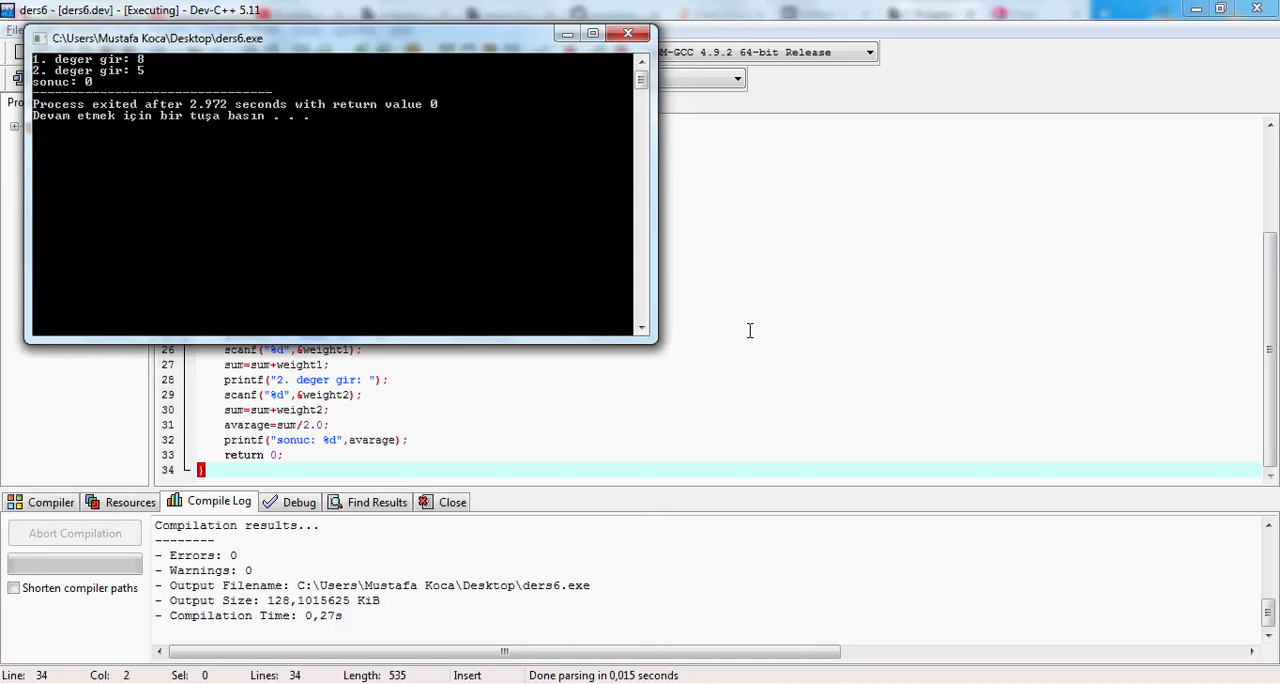 ders6 - [ders6.dev] - [Executing] - Dev-C++ 5.11
File
C:\Users\Mustafa Koca\Desktop\ders6.exe
M-GCC 4.9.2 64-bit Release
1. deger gir: 8
2. deger gir: 5
sonuc: 0
--------------------------------
Process exited after 2.972 seconds with return value 0
Devam etmek için bir tuşa basın . . .
Pro
26 scanf("%d",&weight1);
27 sum=sum+weight1;
28 printf("2. deger gir: ");
29 scanf("%d",&weight2);
30 sum=sum+weight2;
31 avarage=sum/2.0;
32 printf("sonuc: %d",avarage);
33 return 0;
34 }
Compiler Resources Compile Log Debug Find Results Close
Abort Compilation
Shorten compiler paths
Compilation results...
--------
- Errors: 0
- Warnings: 0
- Output Filename: C:\Users\Mustafa Koca\Desktop\ders6.exe
- Output Size: 128,1015625 KiB
- Compilation Time: 0,27s
Line: 34 Col: 2 Sel: 0 Lines: 34 Length: 535 Insert Done parsing in 0,015 seconds